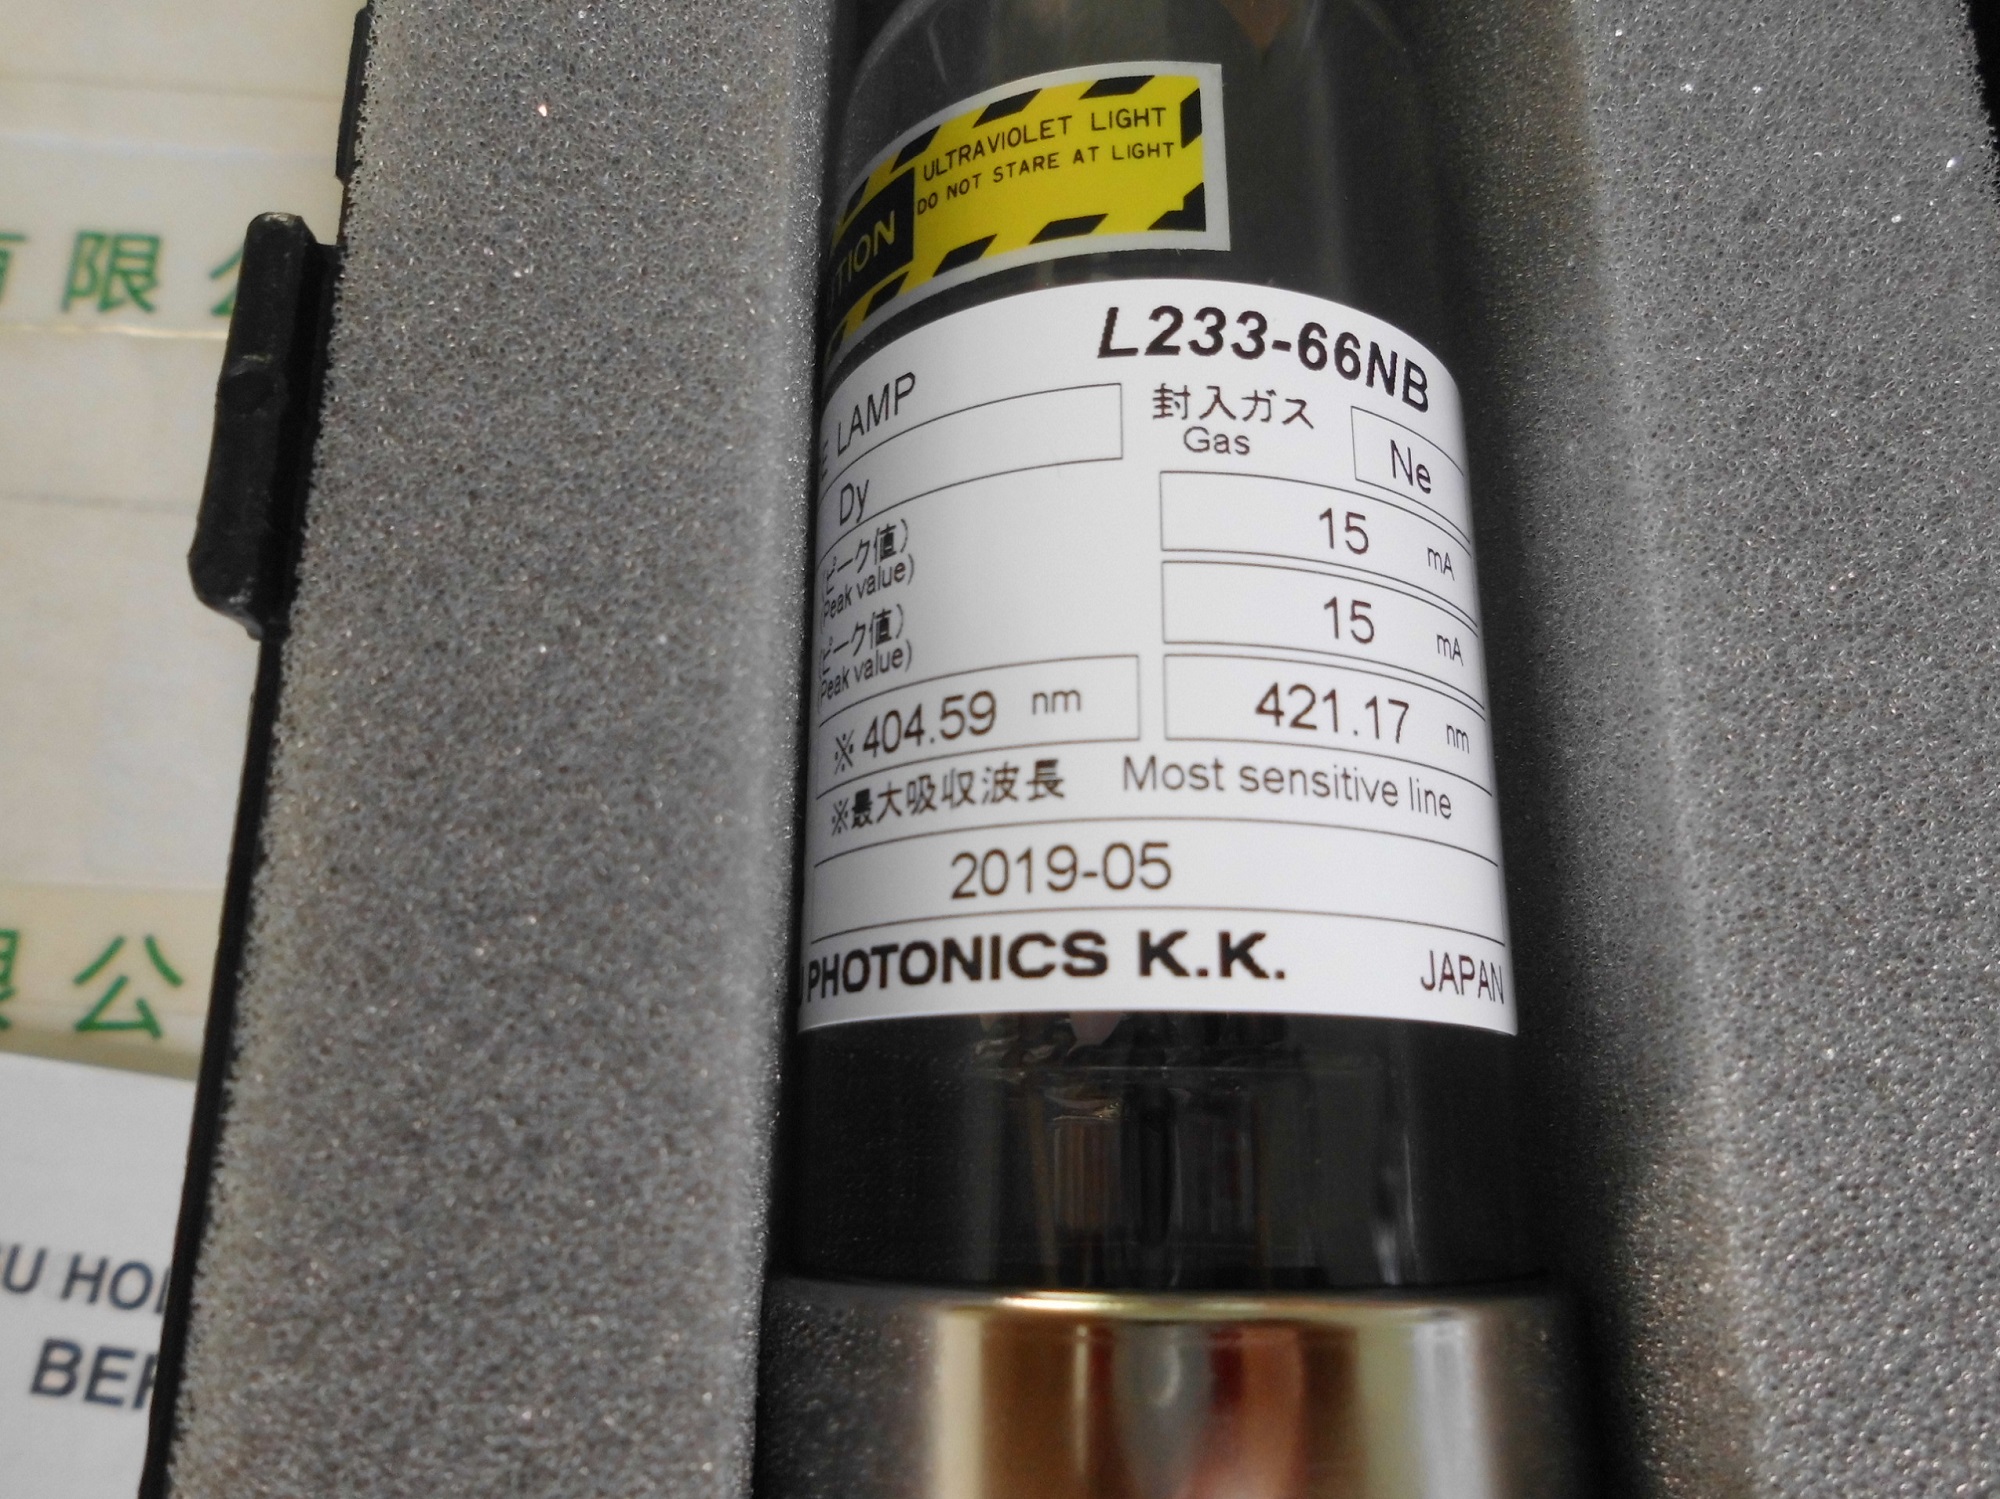 限
ULTRAVIOLET LIGHT
DO NOT STARE AT LIGHT
L233-66NB
LAMP
封入ガス
Gas
Ne
Dy
ピーク値)
Peak value)
15 mA
ピーク値)
Peak value)
15 mA
※404.59 nm
421.17 nm
※最大吸収波長 Most sensitive line
2019-05
PHOTONICS K.K.
JAPAN
公